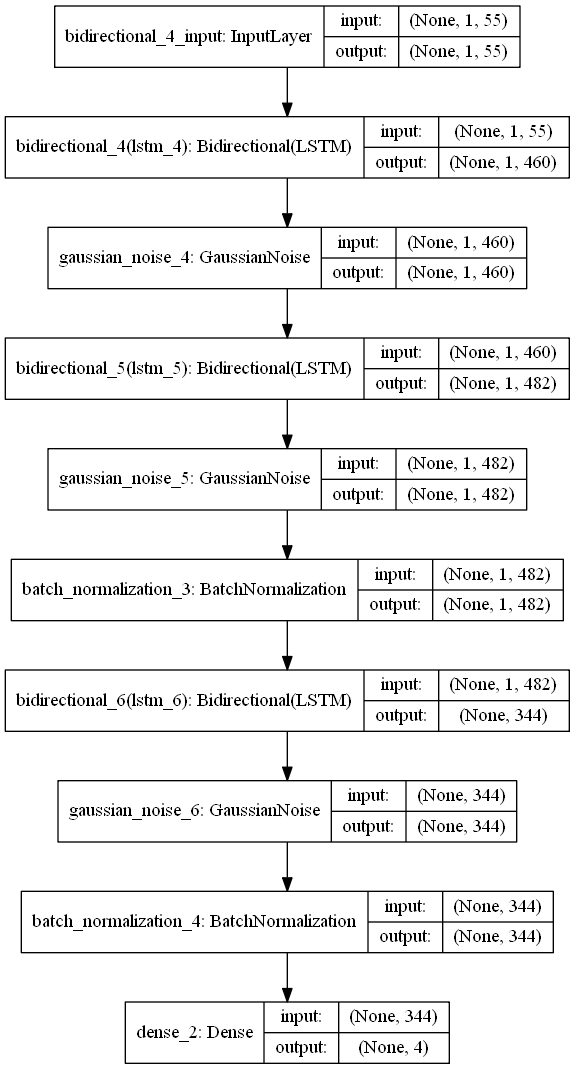 bidirectional_4_input: InputLayer
input: (None, 1, 55)
output: (None, 1, 55)
bidirectional_4(lstm_4): Bidirectional(LSTM)
input: (None, 1, 55)
output: (None, 1, 460)
gaussian_noise_4: GaussianNoise
input: (None, 1, 460)
output: (None, 1, 460)
bidirectional_5(lstm_5): Bidirectional(LSTM)
input: (None, 1, 460)
output: (None, 1, 482)
gaussian_noise_5: GaussianNoise
input: (None, 1, 482)
output: (None, 1, 482)
batch_normalization_3: BatchNormalization
input: (None, 1, 482)
output: (None, 1, 482)
bidirectional_6(lstm_6): Bidirectional(LSTM)
input: (None, 1, 482)
output: (None, 344)
gaussian_noise_6: GaussianNoise
input: (None, 344)
output: (None, 344)
batch_normalization_4: BatchNormalization
input: (None, 344)
output: (None, 344)
dense_2: Dense
input: (None, 344)
output: (None, 4)